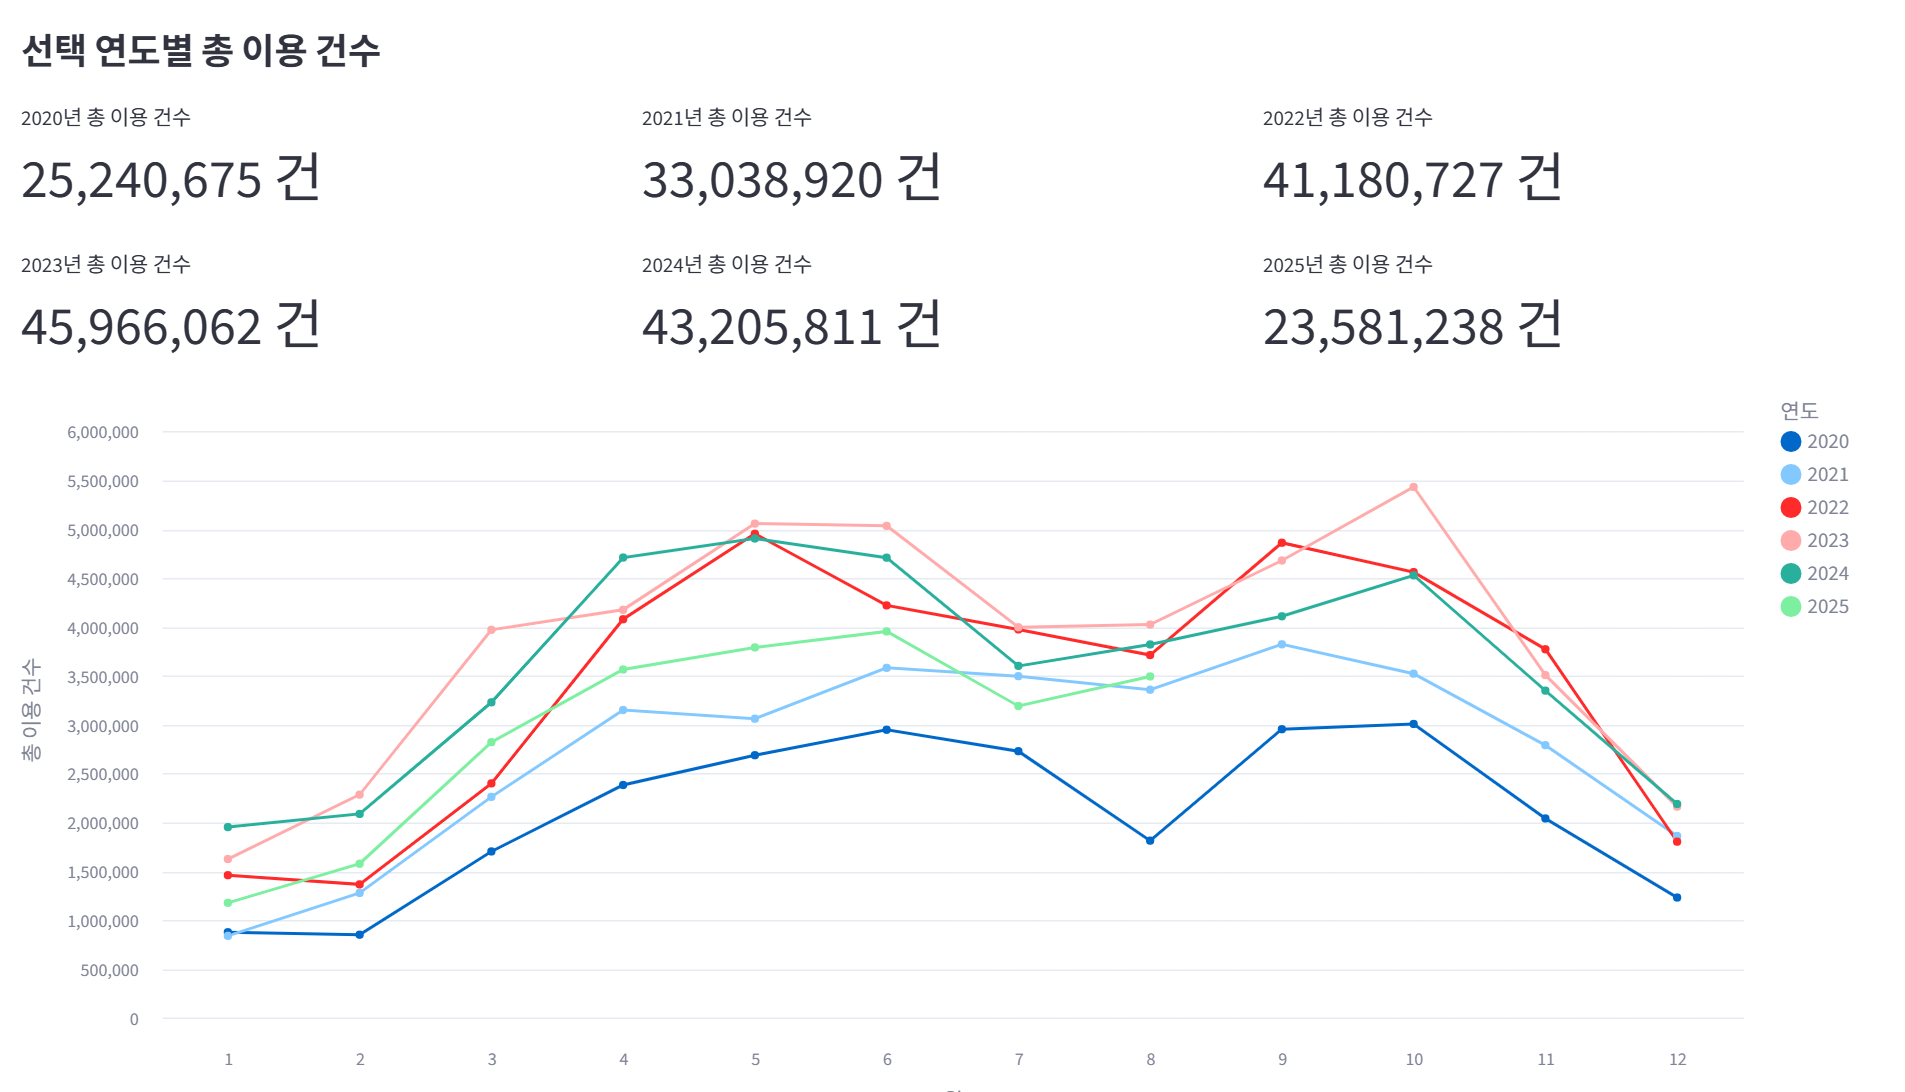 선택 연도별 총 이용 건수
2020년 총 이용 건수
25,240,675 건
2021년 총 이용 건수
33,038,920 건
2022년 총 이용 건수
41,180,727 건
2023년 총 이용 건수
45,966,062 건
2024년 총 이용 건수
43,205,811 건
2025년 총 이용 건수
23,581,238 건
연도
2020
2021
2022
2023
2024
2025
총 이용 건수
6,000,000
5,500,000
5,000,000
4,500,000
4,000,000
3,500,000
3,000,000
2,500,000
2,000,000
1,500,000
1,000,000
500,000
0
1 2 3 4 5 6 7 8 9 10 11 12